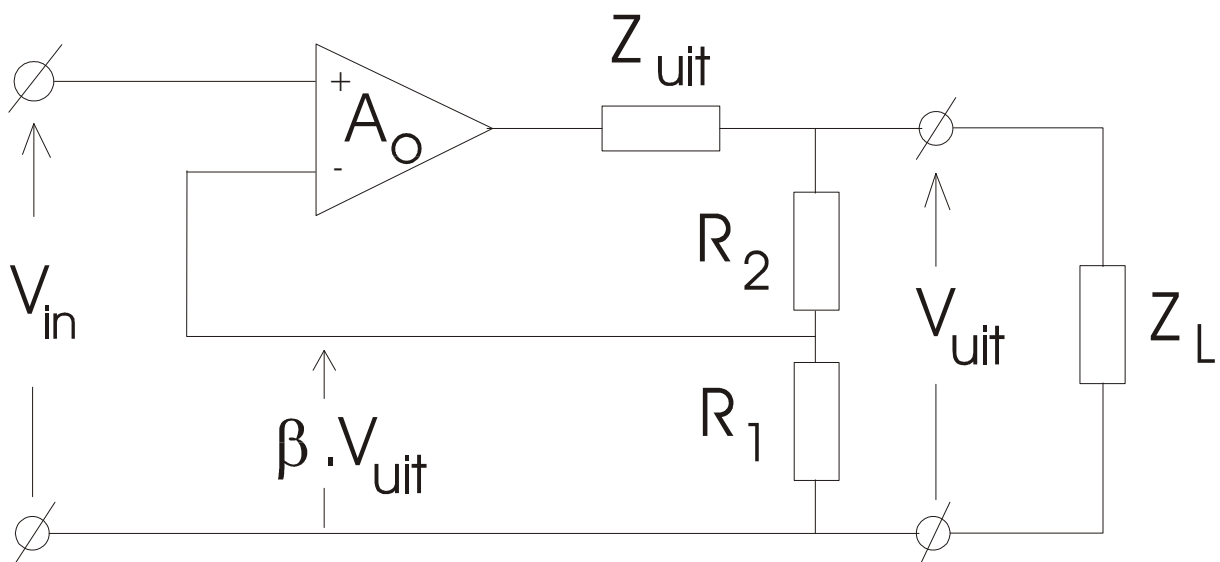 Z uit
+
A o
-
R 2
V in
V uit
Z L
R 1
β . V uit